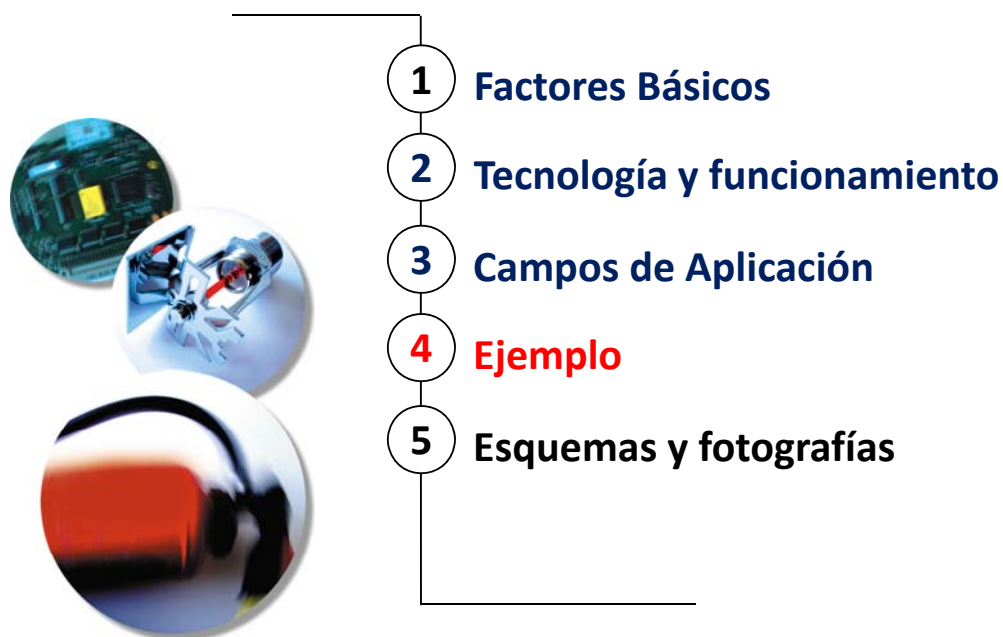 1 Factores Básicos
2 Tecnología y funcionamiento
3 Campos de Aplicación
4 Ejemplo
5 Esquemas y fotografías